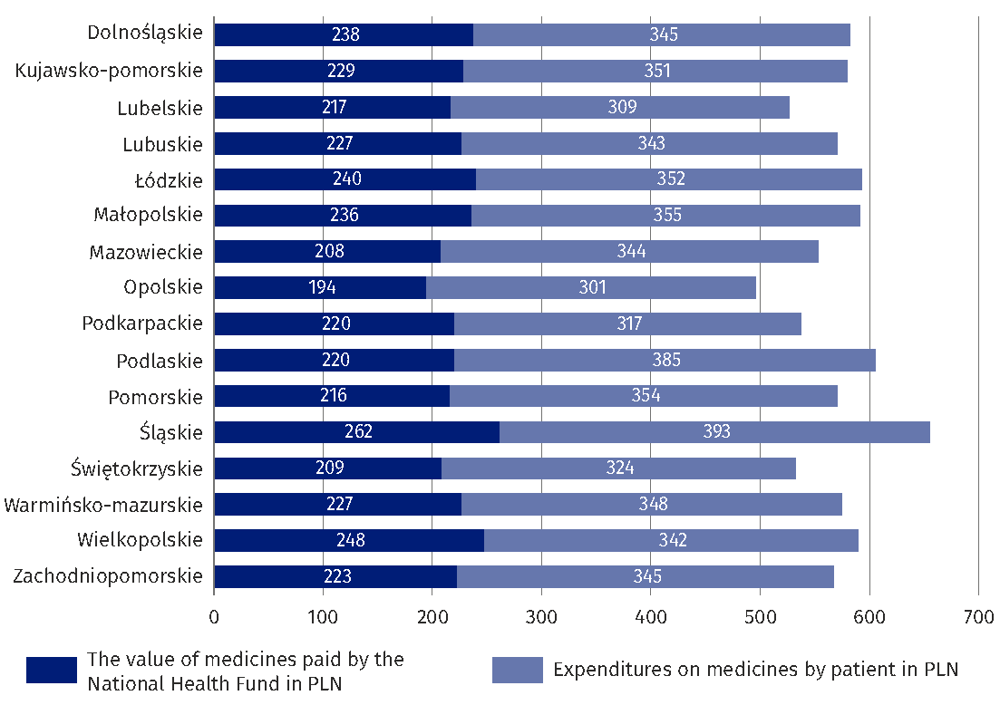 Dolnośląskie 238 345
Kujawsko-pomorskie 229 351
Lubelskie 217 309
Lubuskie 227 343
Łódzkie 240 352
Małopolskie 236 355
Mazowieckie 208 344
Opolskie 194 301
Podkarpackie 220 317
Podlaskie 220 385
Pomorskie 216 354
Śląskie 262 393
Świętokrzyskie 209 324
Warmińsko-mazurskie 227 348
Wielkopolskie 248 342
Zachodniopomorskie 223 345
0 100 200 300 400 500 600 700
The value of medicines paid by the
National Health Fund in PLN
Expenditures on medicines by patient in PLN